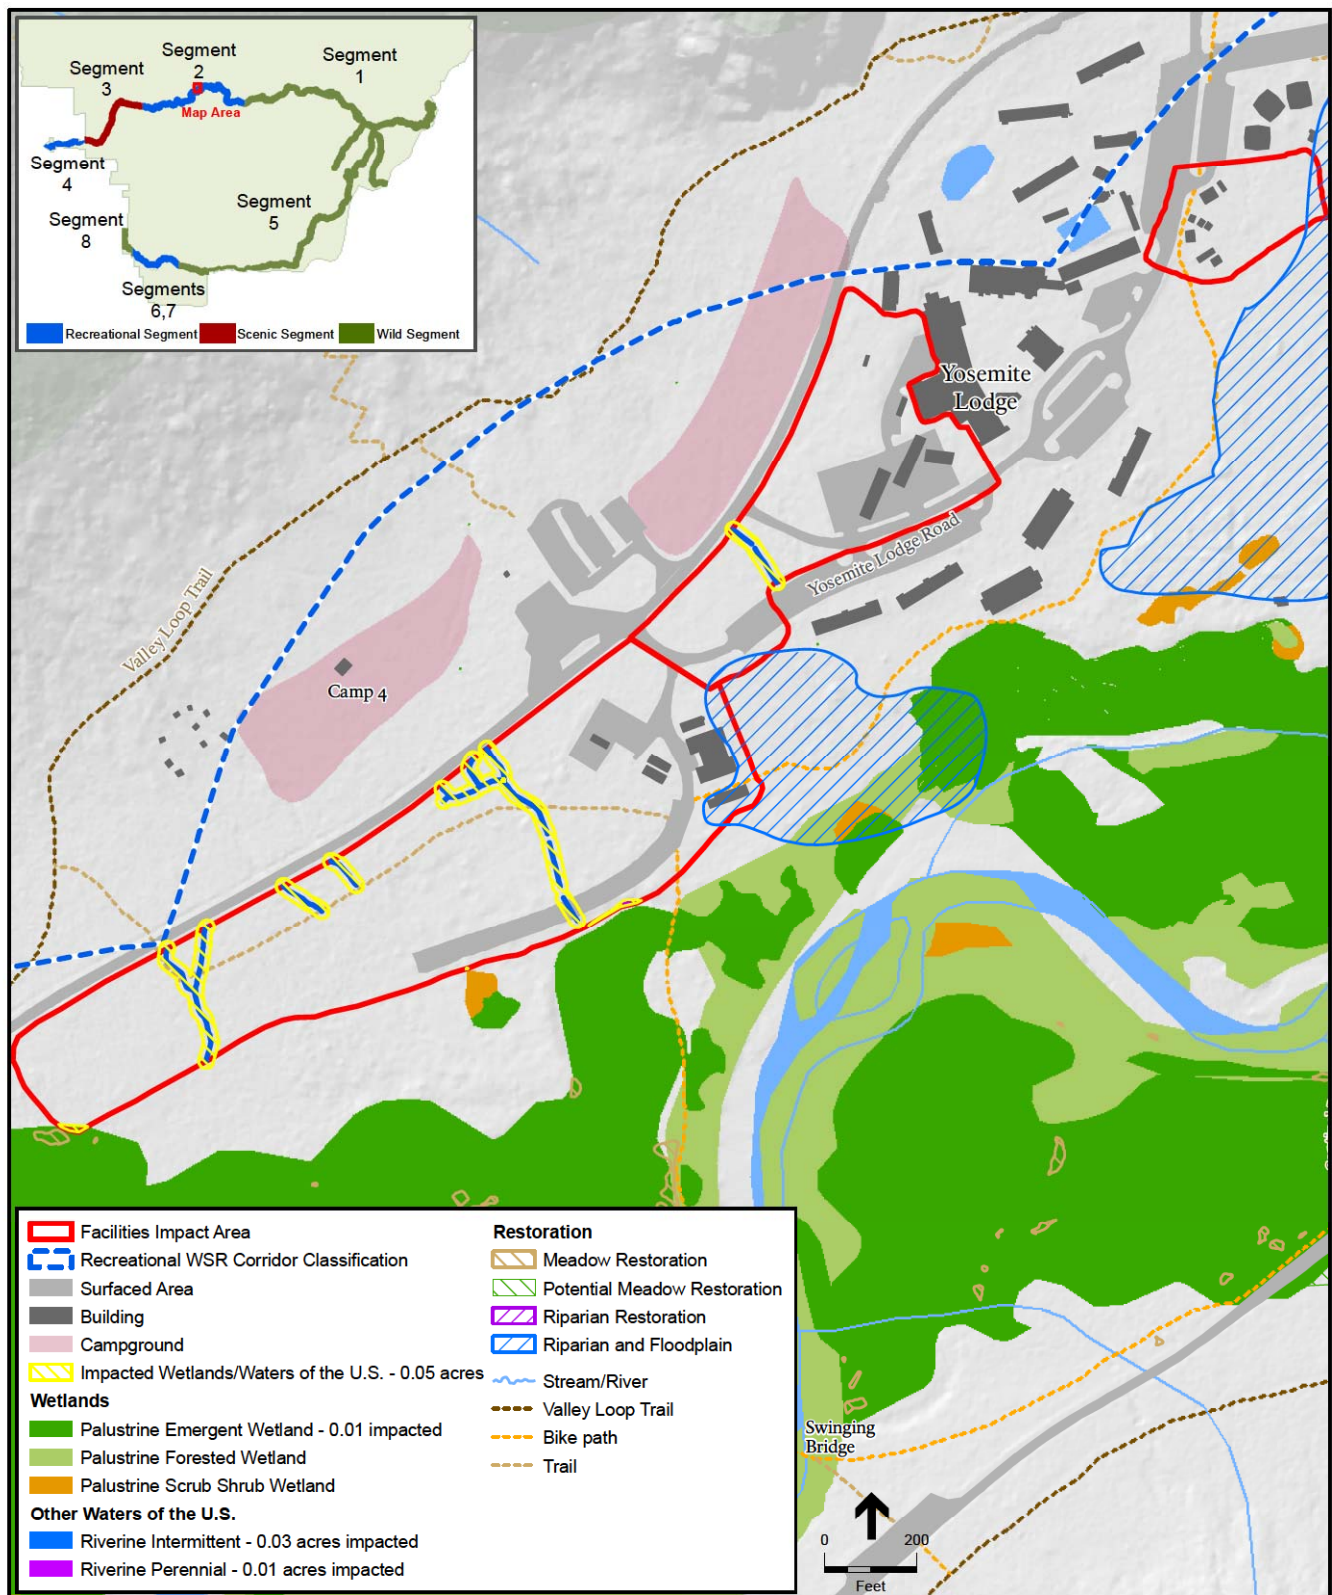 Segment
1
Segment
2
Segment
3
Map Area
Segment
4
Segment
5
Segment
8
Segments
6,7
Recreational Segment
Scenic Segment
Wild Segment
Yosemite
Lodge
Yosemite Lodge Road
Valley Loop Trail
Camp 4
Facilities Impact Area
Recreational WSR Corridor Classification
Surfaced Area
Building
Campground
Impacted Wetlands/Waters of the U.S. - 0.05 acres
Wetlands
Palustrine Emergent Wetland - 0.01 impacted
Palustrine Forested Wetland
Palustrine Scrub Shrub Wetland
Other Waters of the U.S.
Riverine Intermittent - 0.03 acres impacted
Riverine Perennial - 0.01 acres impacted
Restoration
Meadow Restoration
Potential Meadow Restoration
Riparian Restoration
Riparian and Floodplain
Stream/River
Valley Loop Trail
Bike path
Trail
Swinging
Bridge
0 200
Feet